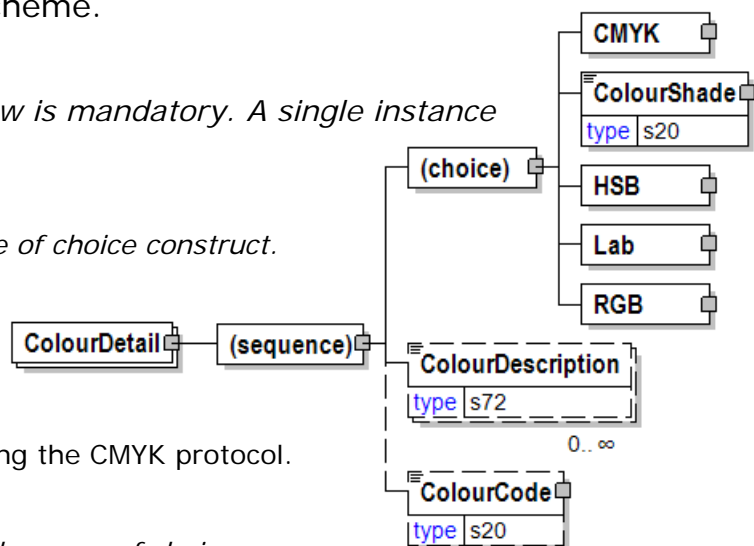 heme.
w is mandatory. A single instance
e of choice construct.
ng the CMYK protocol.
CMYK
ColourShade
type s20
(choice)
HSB
Lab
RGB
ColourDetail
(sequence)
ColourDescription
type s72
0.. ∞
ColourCode
type s20